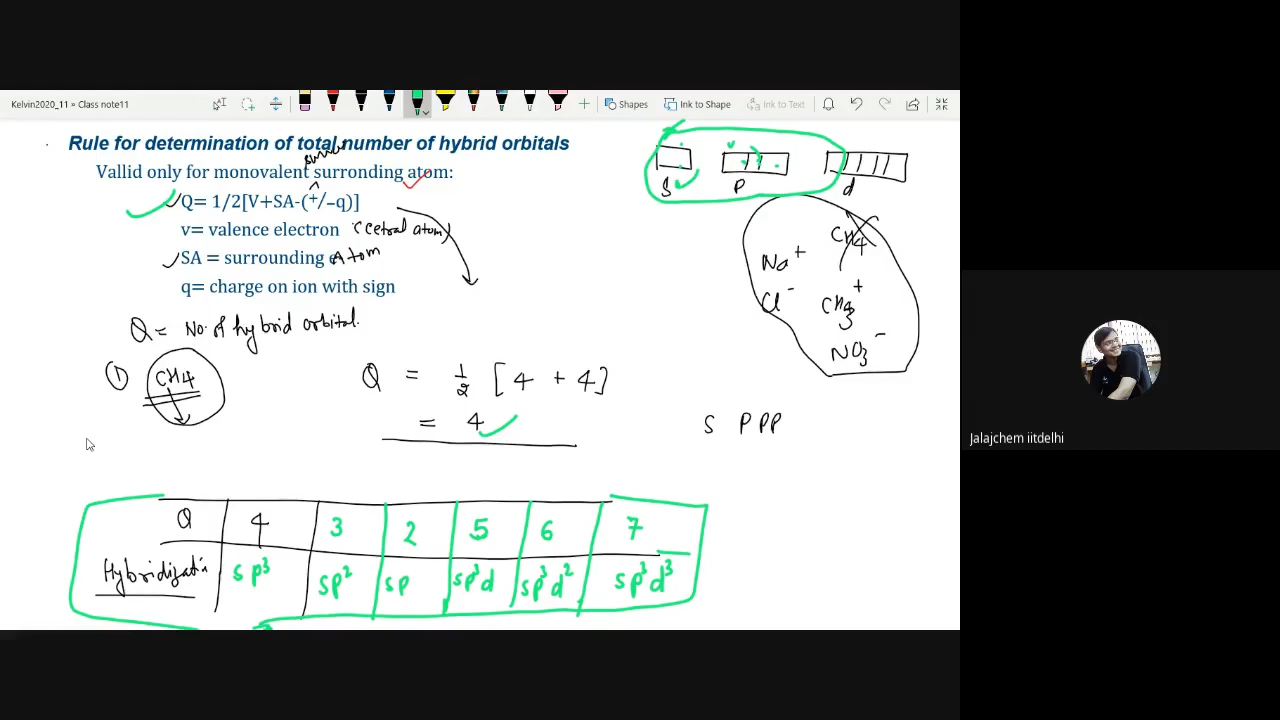 Kelvin2020_11 » Class note11
Shapes
Ink to Shape
Ink to Text
Rule for determination of total number of hybrid orbitals
Vallid only for monovalent surronding atom:
Q= 1/2[V+SA-(+/−q)]
v= valence electron (Cetral atom)
SA = surrounding Atom
q= charge on ion with sign
Q = No. of hybrid orbital.
S P d
CH4
Na+
Cl-
CH3+
NO3-
① CH4
Q = 1/2 [4 + 4]
= 4
S P P P
Q 4 3 2 5 6 7
sp³ sp² sp sp³d sp³d² sp³d³
Jalajchem iitdelhi